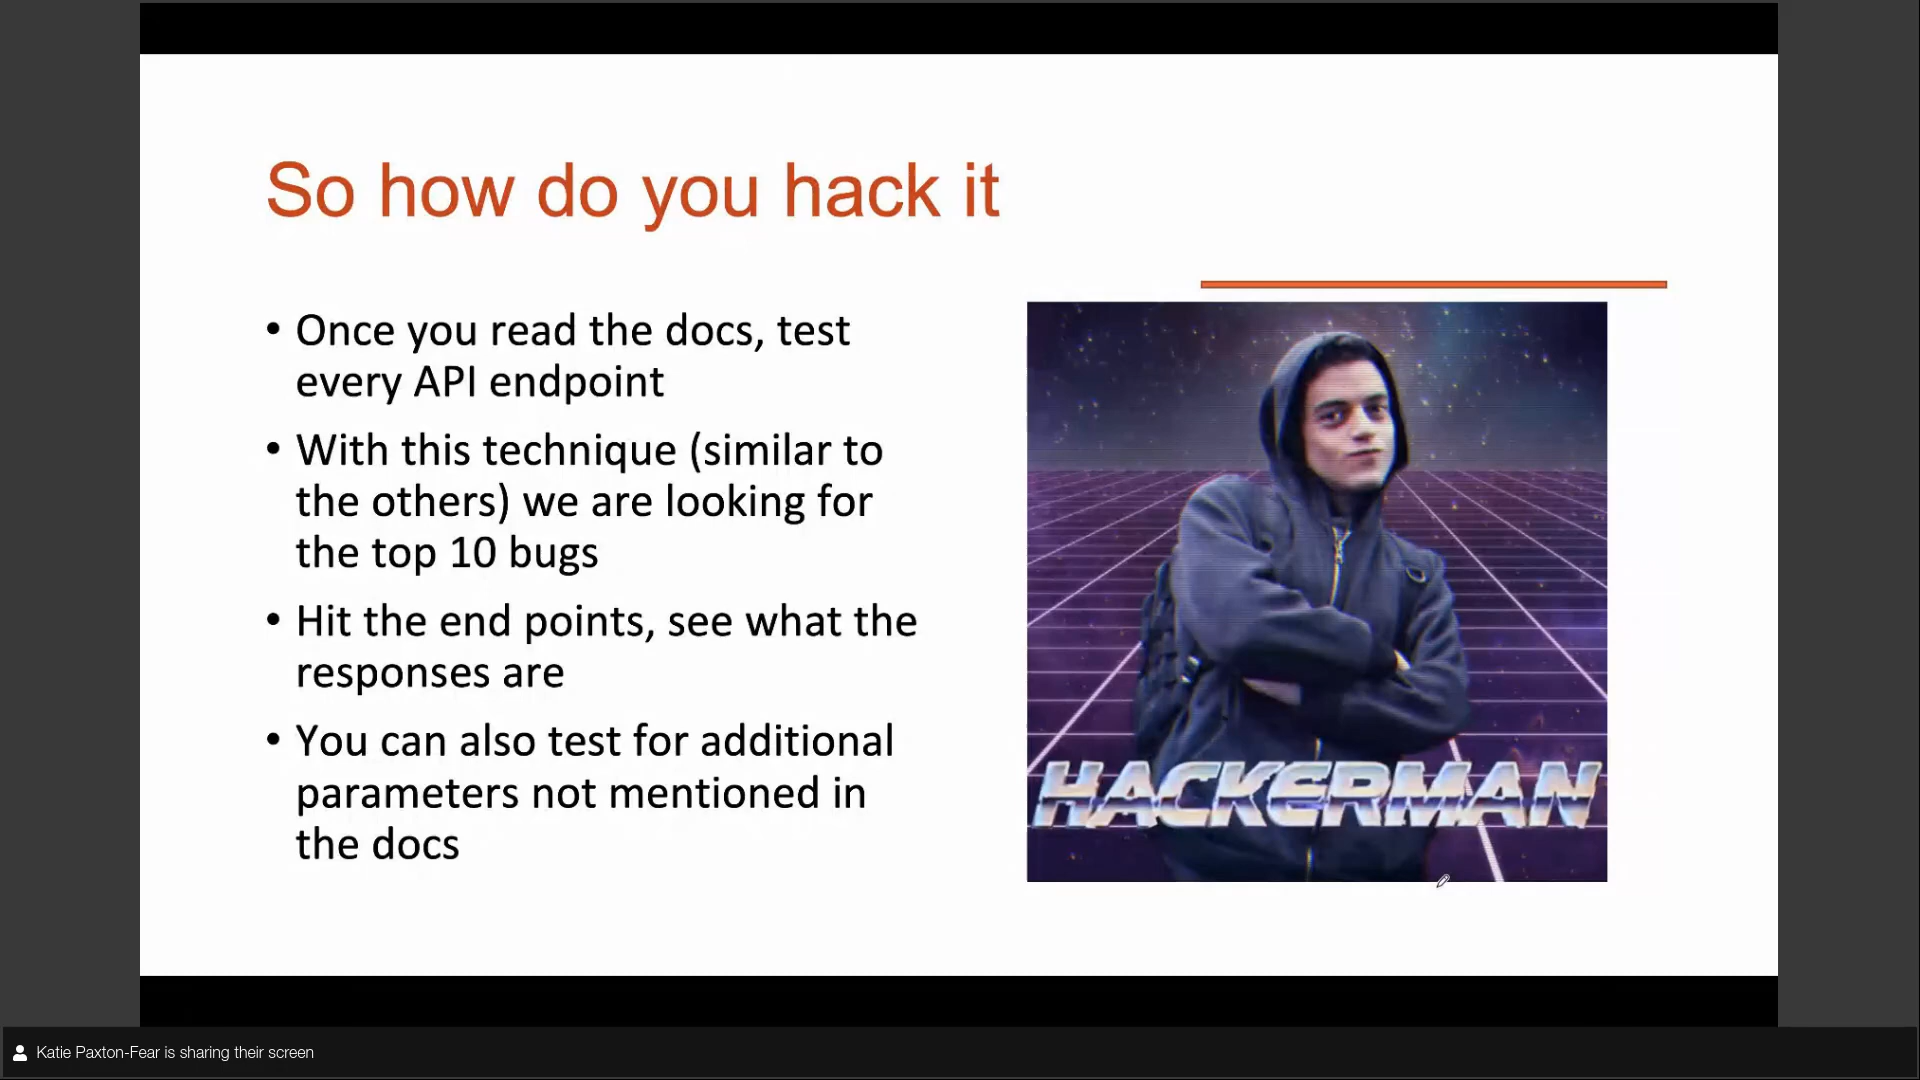 So how do you hack it
• Once you read the docs, test
every API endpoint
• With this technique (similar to
the others) we are looking for
the top 10 bugs
• Hit the end points, see what the
responses are
• You can also test for additional
parameters not mentioned in
the docs
HACKERMAN
Katie Paxton-Fear is sharing their screen